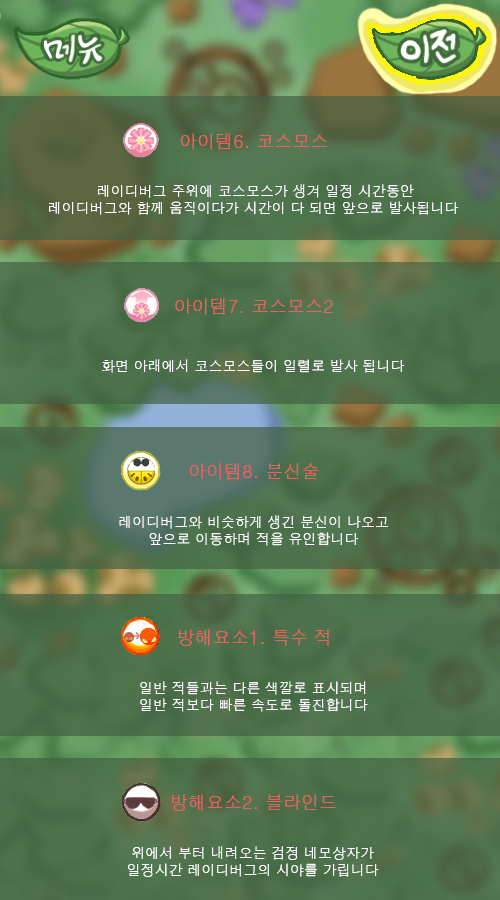 메뉴
이전
아이템6. 코스모스
레이디버그 주위에 코스모스가 생겨 일정 시간동안
레이디버그와 함께 움직이다가 시간이 다 되면 앞으로 발사됩니다
아이템7. 코스모스2
화면 아래에서 코스모스들이 일렬로 발사 됩니다
아이템8. 분신술
레이디버그와 비슷하게 생긴 분신이 나오고
앞으로 이동하며 적을 유인합니다
방해요소1. 특수 적
일반 적들과는 다른 색깔로 표시되며
일반 적보다 빠른 속도로 돌진합니다
방해요소2. 블라인드
위에서 부터 내려오는 검정 네모상자가
일정시간 레이디버그의 시야를 가립니다